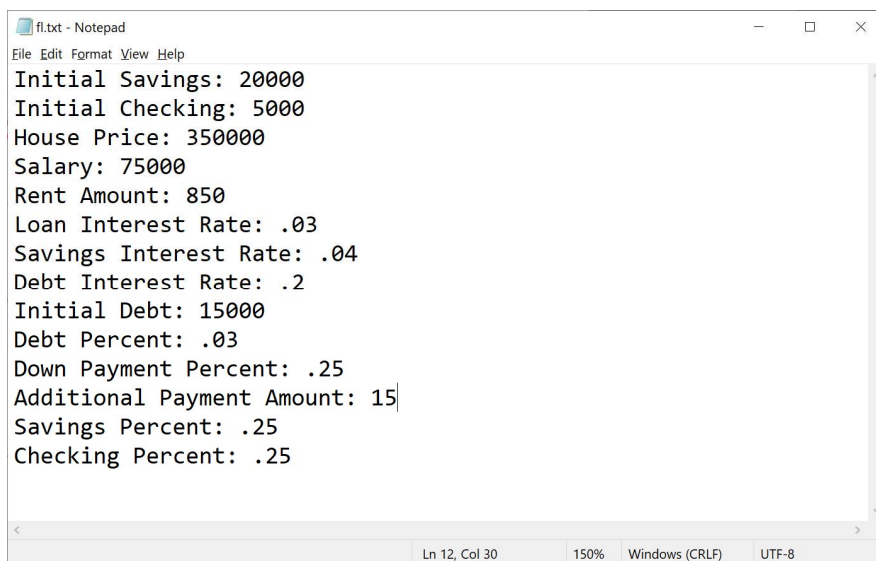 fl.txt - Notepad
File Edit Format View Help
Initial Savings: 20000
Initial Checking: 5000
House Price: 350000
Salary: 75000
Rent Amount: 850
Loan Interest Rate: .03
Savings Interest Rate: .04
Debt Interest Rate: .2
Initial Debt: 15000
Debt Percent: .03
Down Payment Percent: .25
Additional Payment Amount: 15
Savings Percent: .25
Checking Percent: .25
Ln 12, Col 30 150% Windows (CRLF) UTF-8